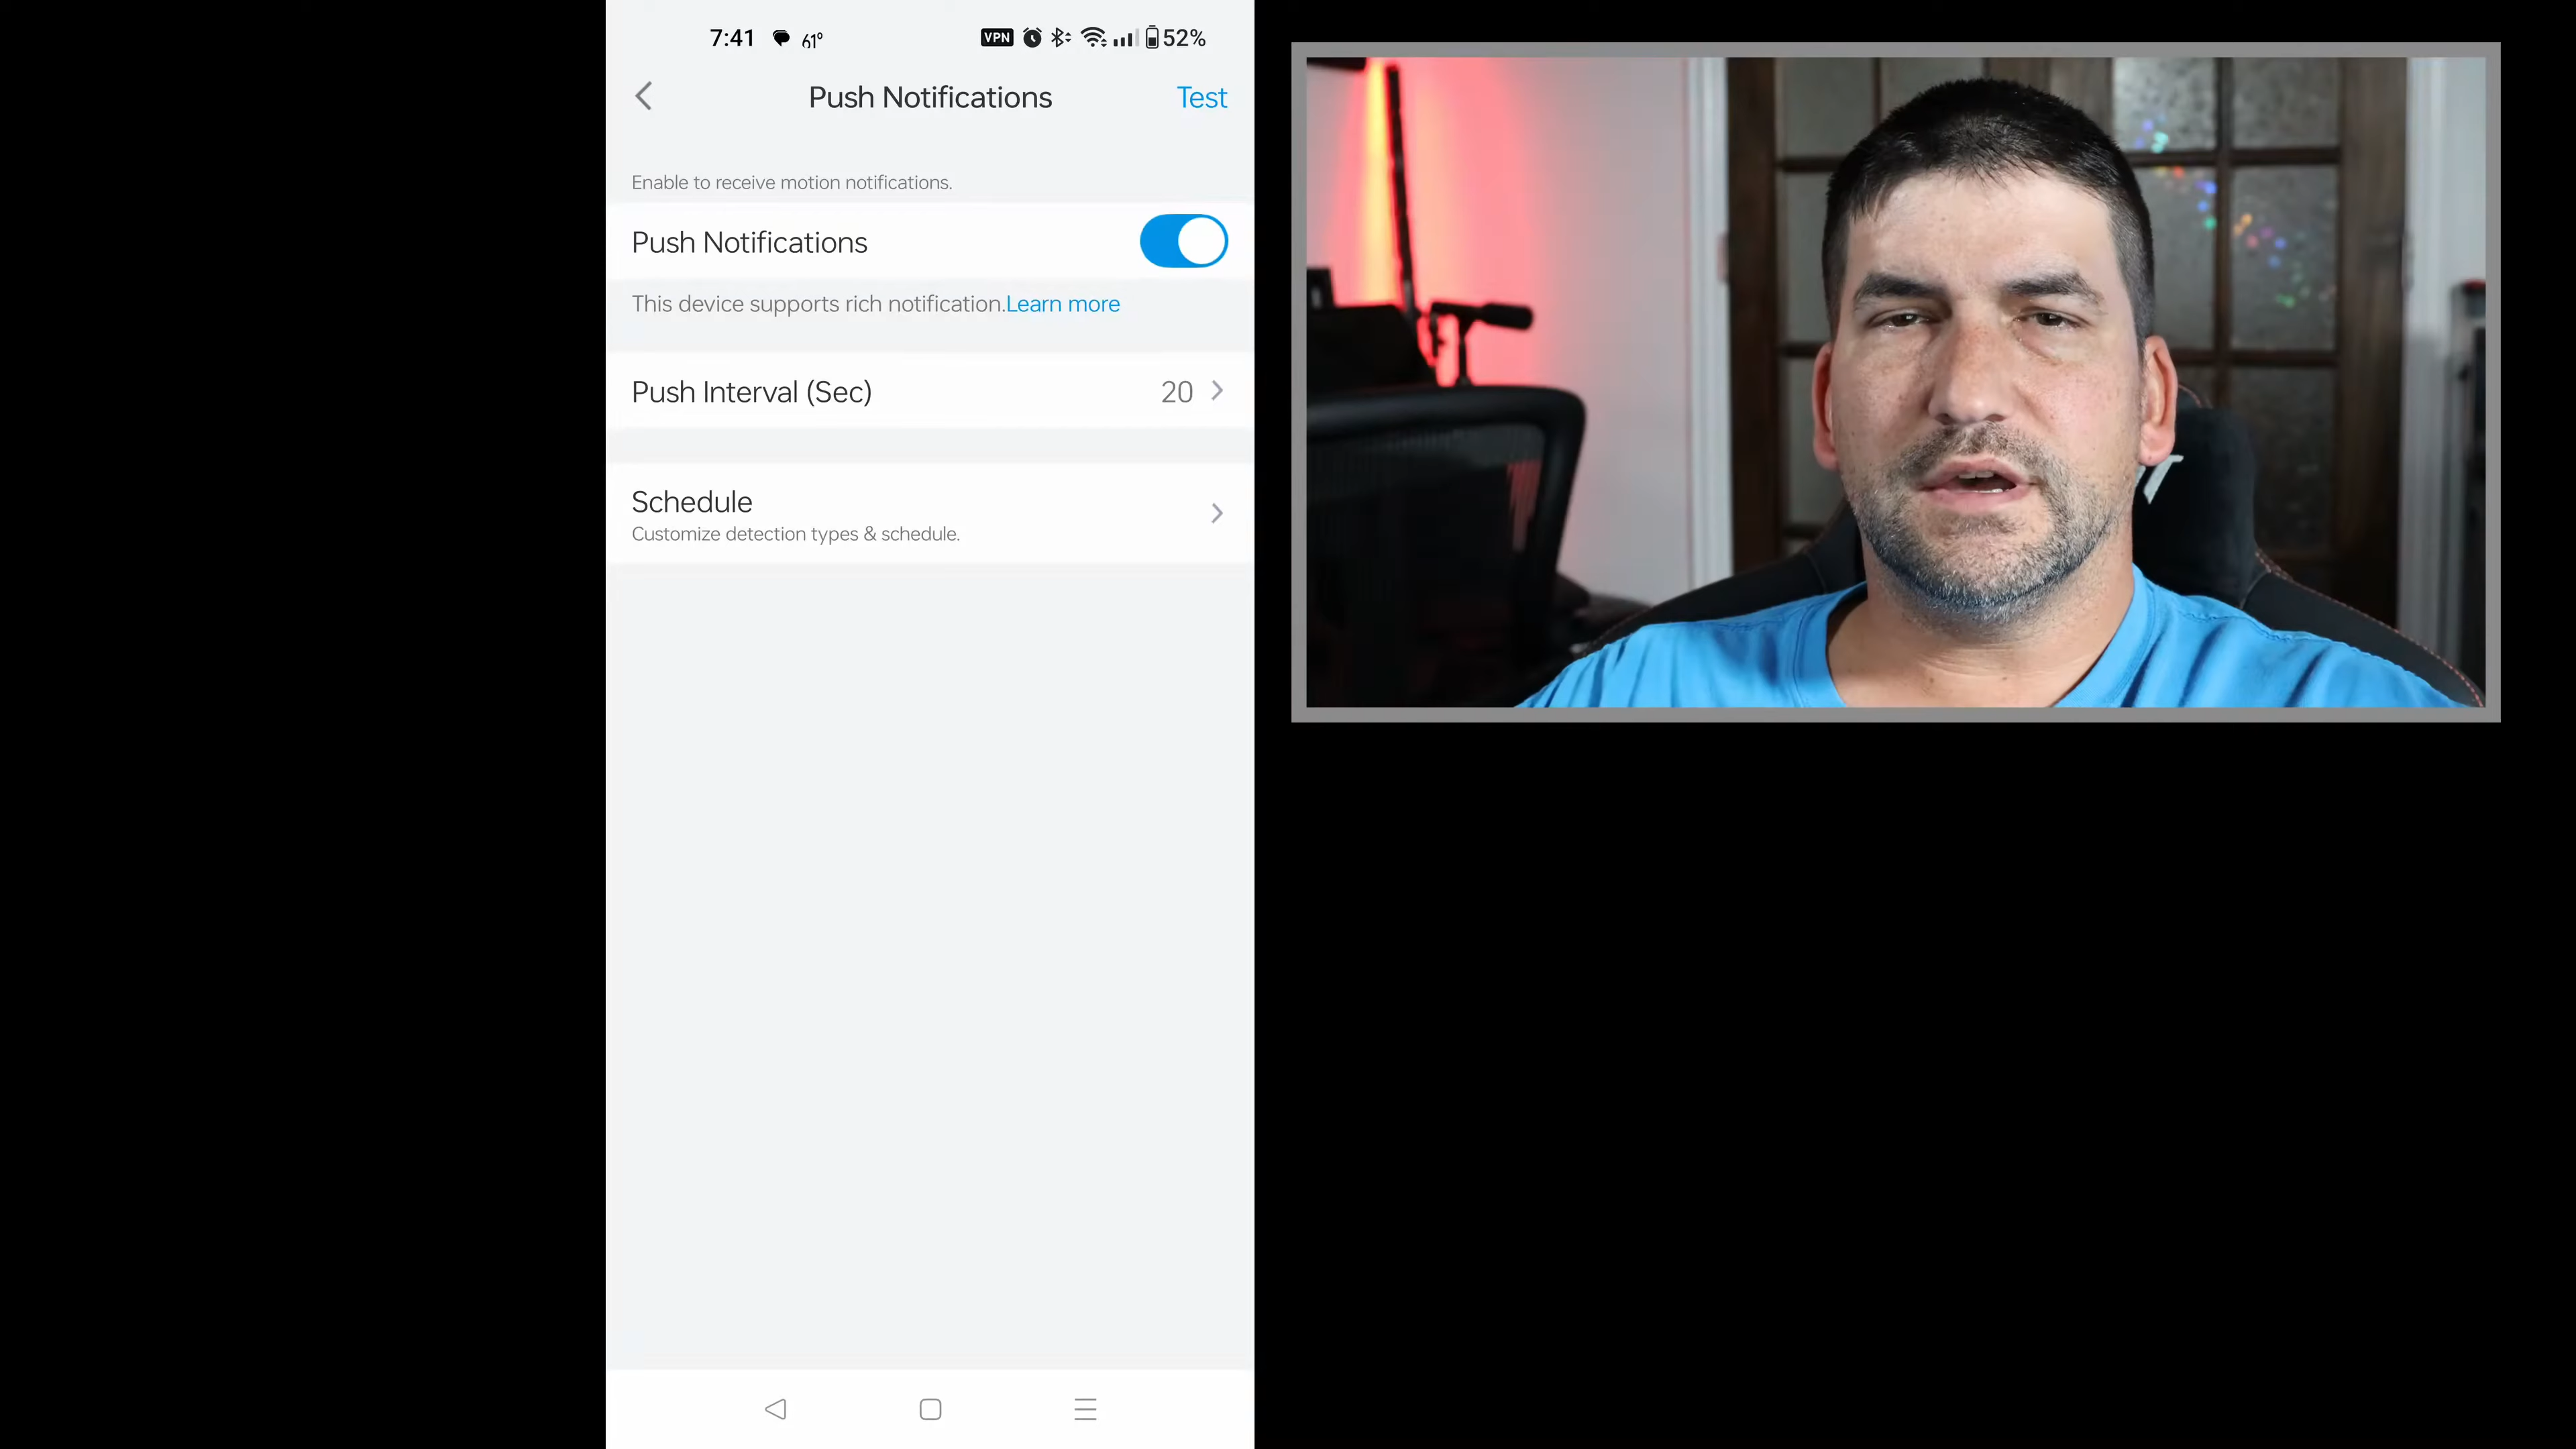 7:41 61° VPN 52%
Push Notifications Test
Enable to receive motion notifications.
Push Notifications
This device supports rich notification.Learn more
Push Interval (Sec) 20
Schedule
Customize detection types & schedule.